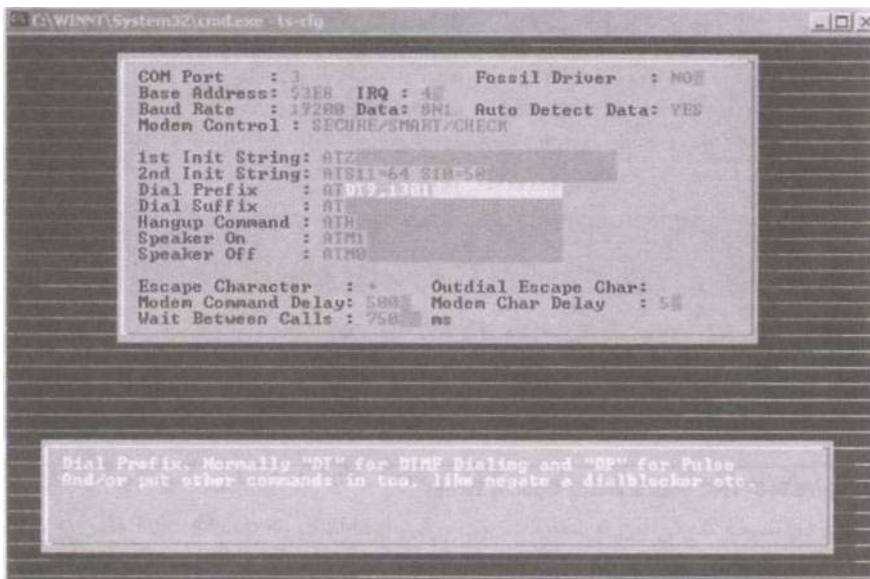 C:\WINNT\System32\cmd.exe - ts-cfg
COM Port : 3 Fossil Driver : NO
Base Address: $3E8 IRQ : 4
Baud Rate : 19200 Data: 8N1 Auto Detect Data: YES
Modem Control : SECURE/SMART/CHECK
1st Init String: ATZ
2nd Init String: ATS11=64 S10=50
Dial Prefix : ATDT9,1301
Dial Suffix : AT
Hangup Command : ATH
Speaker On : ATM1
Speaker Off : ATM0
Escape Character : + Outdial Escape Char:
Modem Command Delay: 500 Modem Char Delay : 5
Wait Between Calls : 750 ms
Dial Prefix. Normally "DT" for DTMF Dialing and "DP" for Pulse
And/or put other commands in too, like negate a dialblocker etc.